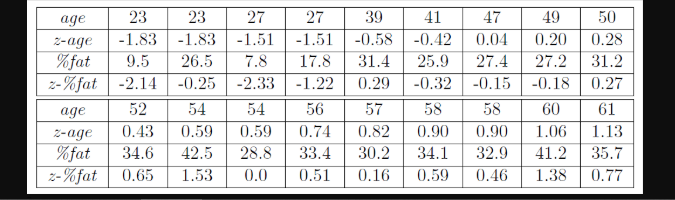 age 23 23 27 27 39 41 47 49 50
z-age -1.83 -1.83 -1.51 -1.51 -0.58 -0.42 0.04 0.20 0.28
%fat 9.5 26.5 7.8 17.8 31.4 25.9 27.4 27.2 31.2
z-%fat -2.14 -0.25 -2.33 -1.22 0.29 -0.32 -0.15 -0.18 0.27
age 52 54 54 56 57 58 58 60 61
z-age 0.43 0.59 0.59 0.74 0.82 0.90 0.90 1.06 1.13
%fat 34.6 42.5 28.8 33.4 30.2 34.1 32.9 41.2 35.7
z-%fat 0.65 1.53 0.0 0.51 0.16 0.59 0.46 1.38 0.77